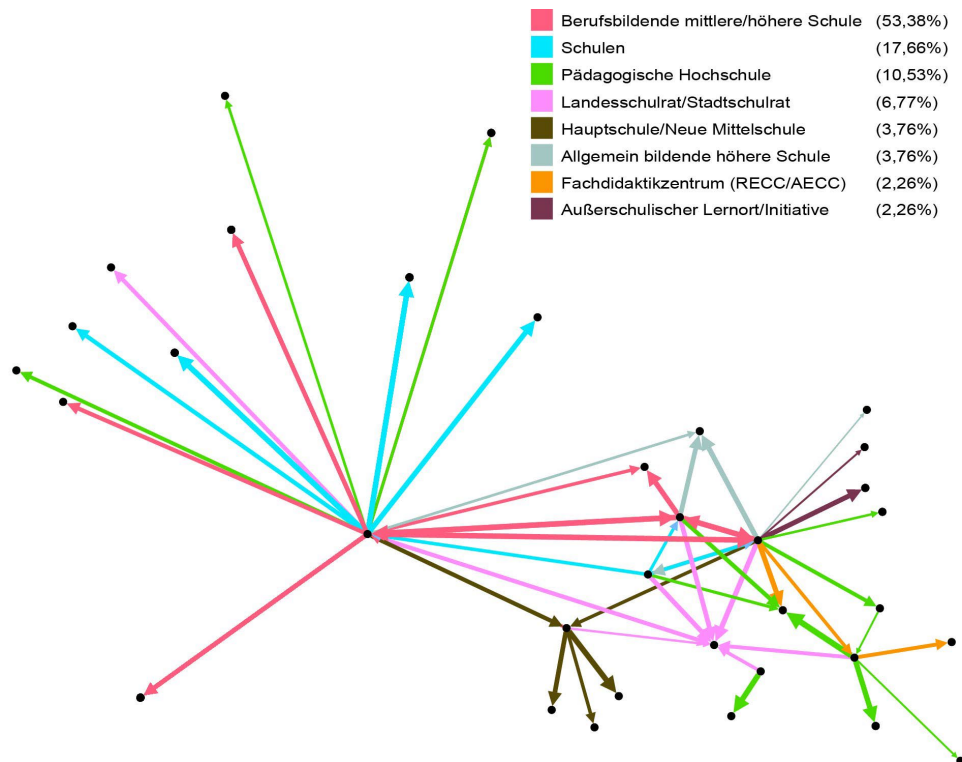 Berufsbildende mittlere/höhere Schule (53,38%)
Schulen (17,66%)
Pädagogische Hochschule (10,53%)
Landesschulrat/Stadtschulrat (6,77%)
Hauptschule/Neue Mittelschule (3,76%)
Allgemein bildende höhere Schule (3,76%)
Fachdidaktikzentrum (RECC/AECC) (2,26%)
Außerschulischer Lernort/Initiative (2,26%)